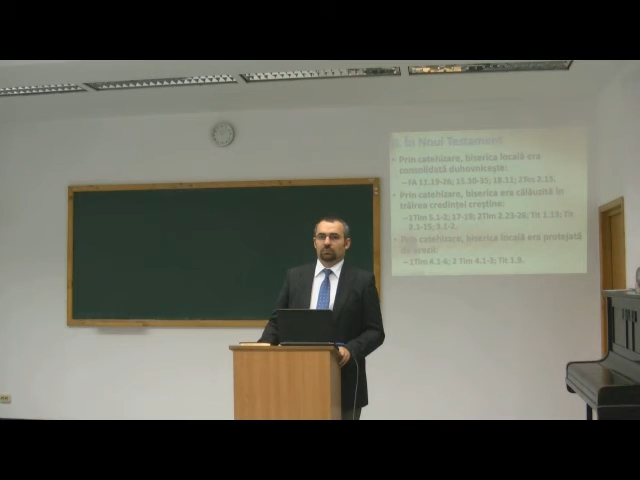 În Noul Testament
• Prin catehizare, biserica locală era
consolidată duhovnicește:
–FA 11.19-26; 15.30-35; 18.11; 2Tes 2.15.
• Prin catehizare, biserica era călăuzită în
trăirea credinței creștine:
–1Tim 5.1-2; 17-19; 2Tim 2.23-26; Tit 1.13; Tit
2.1-15; 3.1-2.
• Prin catehizare, biserica locală era protejată
de erezii:
–1Tim 4.1-6; 2 Tim 4.1-5; Tit 1.9.